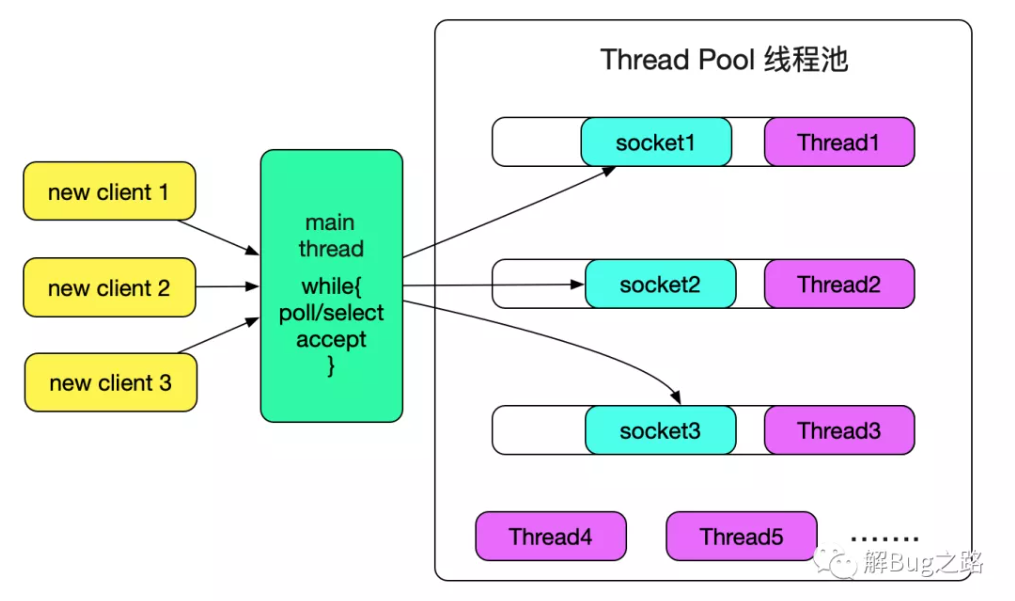 Thread Pool 线程池
new client 1
new client 2
new client 3
main
thread
while{
poll/select
accept
}
socket1
Thread1
socket2
Thread2
socket3
Thread3
Thread4
Thread5
.......
解Bug之路